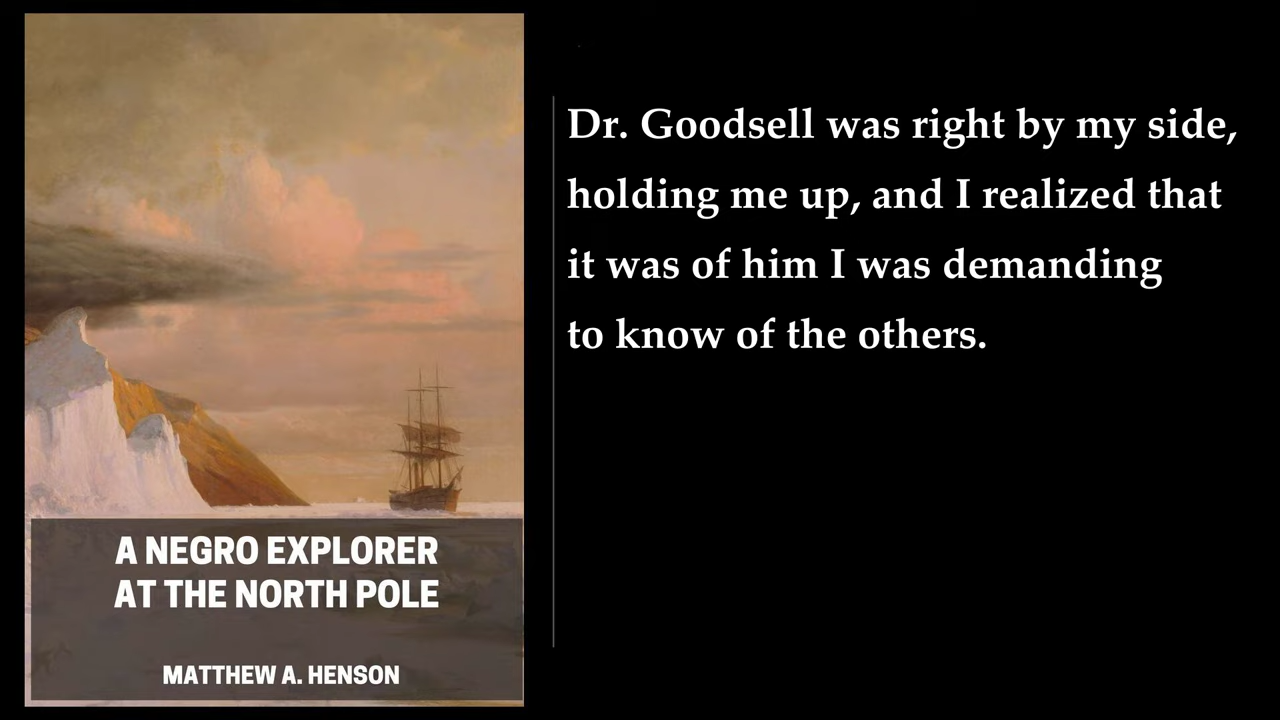 A NEGRO EXPLORER
AT THE NORTH POLE
MATTHEW A. HENSON
Dr. Goodsell was right by my side,
holding me up, and I realized that
it was of him I was demanding
to know of the others.